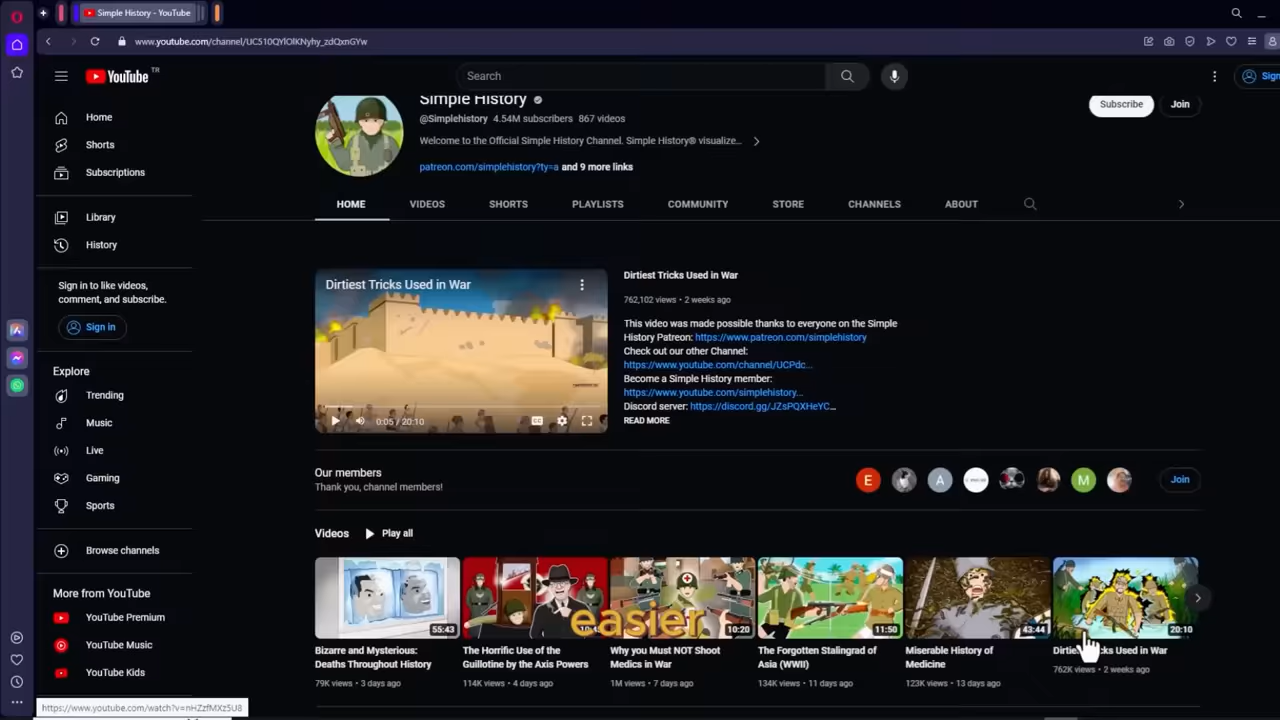 Simple History - YouTube
www.youtube.com/channel/UC510QYlOlKNyhy_zdQxnGYw
YouTube TR
Search
Sign
Home
Shorts
Subscriptions
Library
History
Sign in to like videos,
comment, and subscribe.
Sign in
Explore
Trending
Music
Live
Gaming
Sports
Browse channels
More from YouTube
YouTube Premium
YouTube Music
YouTube Kids
https://www.youtube.com/watch?v=nHZzfMXz5U8
Simple History
@Simplehistory 4.54M subscribers 867 videos
Welcome to the Official Simple History Channel. Simple History® visualize...
patreon.com/simplehistory?ty=a and 9 more links
Subscribe
Join
HOME VIDEOS SHORTS PLAYLISTS COMMUNITY STORE CHANNELS ABOUT
Dirtiest Tricks Used in War
0:05 / 20:10
Dirtiest Tricks Used in War
762,102 views • 2 weeks ago
This video was made possible thanks to everyone on the Simple
History Patreon: https://www.patreon.com/simplehistory
Check out our other Channel:
https://www.youtube.com/channel/UCPdc...
Become a Simple History member:
https://www.youtube.com/simplehistory...
Discord server: https://discord.gg/JZsPQXHeYC...
READ MORE
Our members
Thank you, channel members!
E
A
M
Join
Videos Play all
55:43
10:20
11:50
43:44
20:10
easier
Bizarre and Mysterious:
Deaths Throughout History
79K views • 3 days ago
The Horrific Use of the
Guillotine by the Axis Powers
114K views • 4 days ago
Why you Must NOT Shoot
Medics in War
1M views • 7 days ago
The Forgotten Stalingrad of
Asia (WWII)
134K views • 11 days ago
Miserable History of
Medicine
123K views • 13 days ago
Used in War
762K views • 2 weeks ago